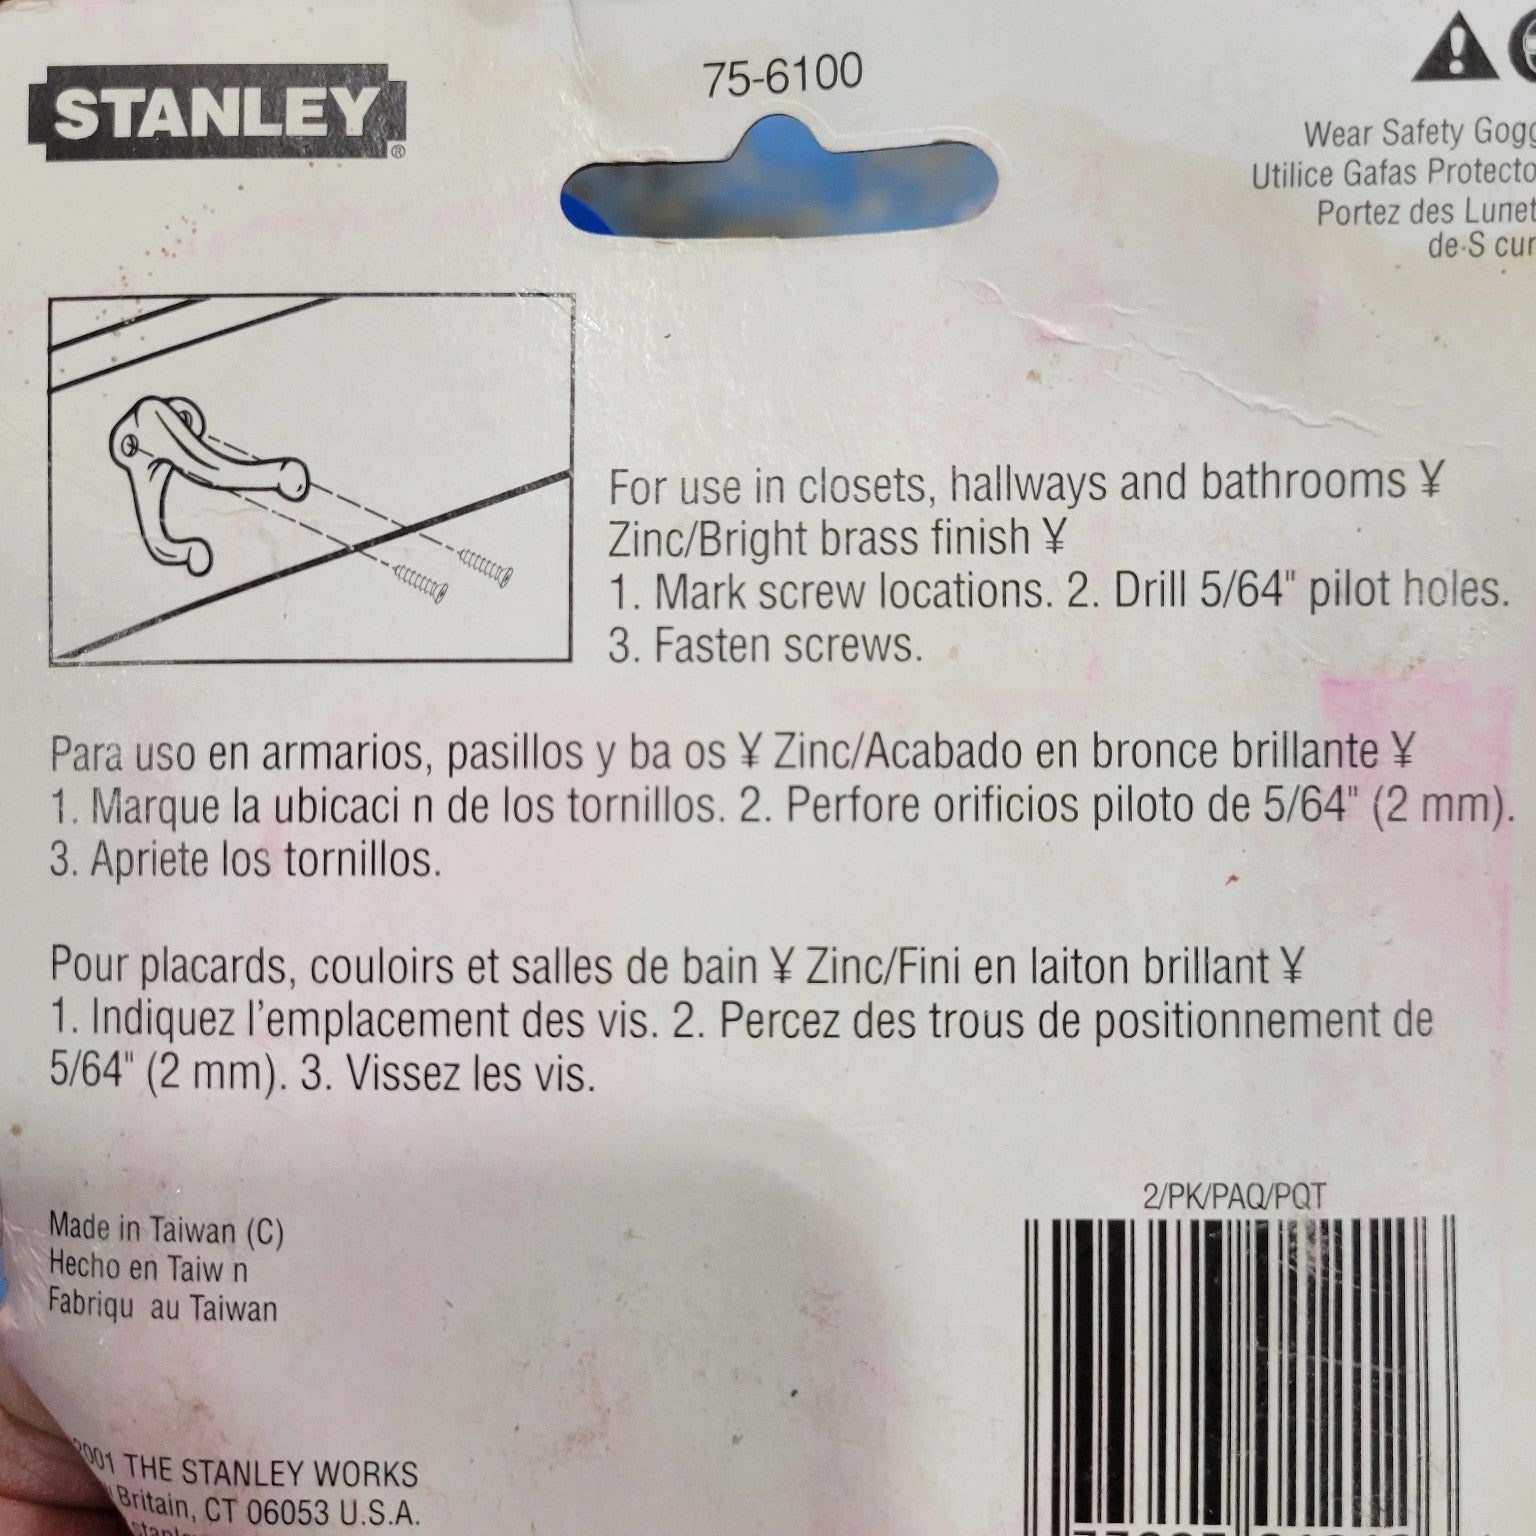 STANLEY®
75-6100
Wear Safety
Utilice Gafas
Portez des
For use in closets, hallways and bathrooms ¥
Zinc/Bright brass finish ¥
1. Mark screw locations. 2. Drill 5/64" pilot holes.
3. Fasten screws.
Para uso en armarios, pasillos y ba os ¥ Zinc/Acabado en bronce brillante ¥
1. Marque la ubicaci n de los tornillos. 2. Perfore orificios piloto de 5/64" (2 mm).
3. Apriete los tornillos.
Pour placards, couloirs et salles de bain ¥ Zinc/Fini en laiton brillant ¥
1. Indiquez l'emplacement des vis. 2. Percez des trous de positionnement de
5/64" (2 mm). 3. Vissez les vis.
2/PK/PAQ/PQT
Made in Taiwan (C)
Hecho en Taiw n
Fabriqu au Taiwan
2001 THE STANLEY WORKS
Britain, CT 06053 U.S.A.